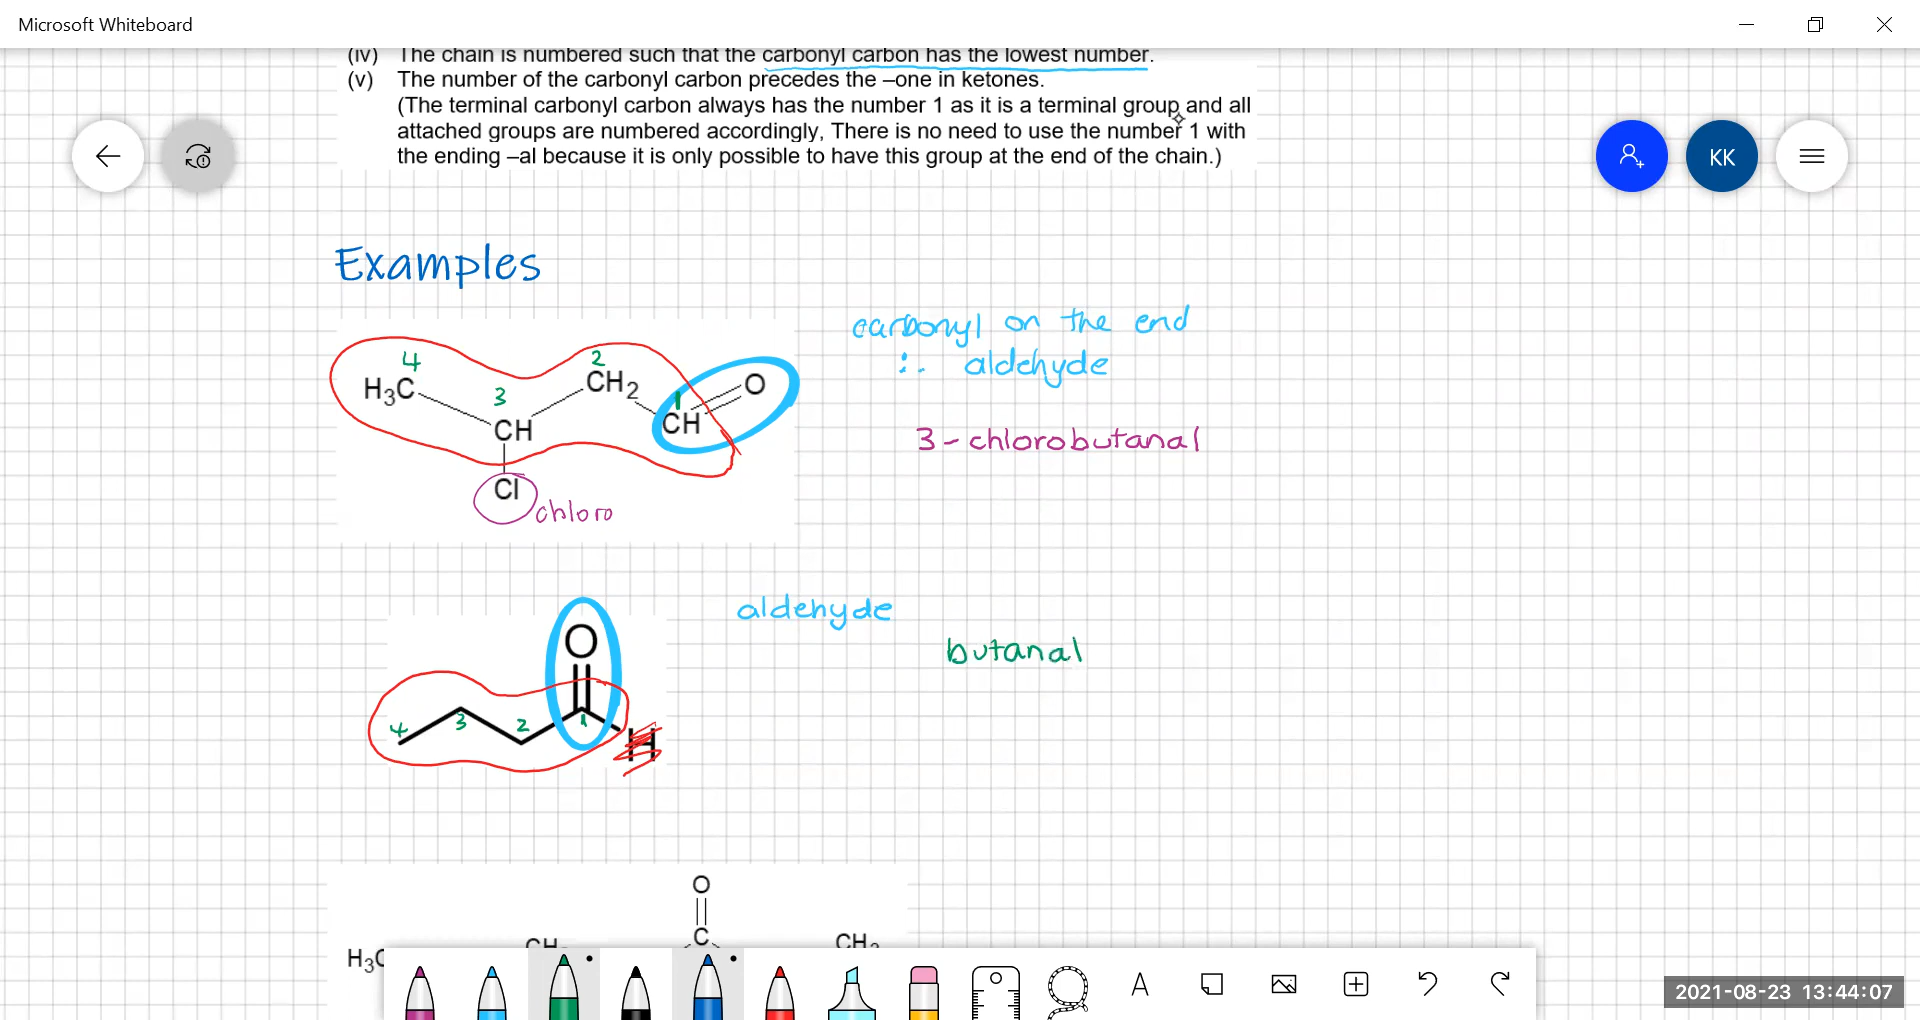 Microsoft Whiteboard
(iv) The chain is numbered such that the carbonyl carbon has the lowest number.
(v) The number of the carbonyl carbon precedes the –one in ketones.
(The terminal carbonyl carbon always has the number 1 as it is a terminal group and all
attached groups are numbered accordingly, There is no need to use the number 1 with
the ending –al because it is only possible to have this group at the end of the chain.)
KK
Examples
carbonyl on the end
∴ aldehyde
4 2
H₃C 3 CH₂ 1 O
CH CH
3-chlorobutanal
Cl chloro
aldehyde
O
butanal
4 3 2 1
H
O
C
H₃C CH₂ CH₃
A
2021-08-23 13:44:07